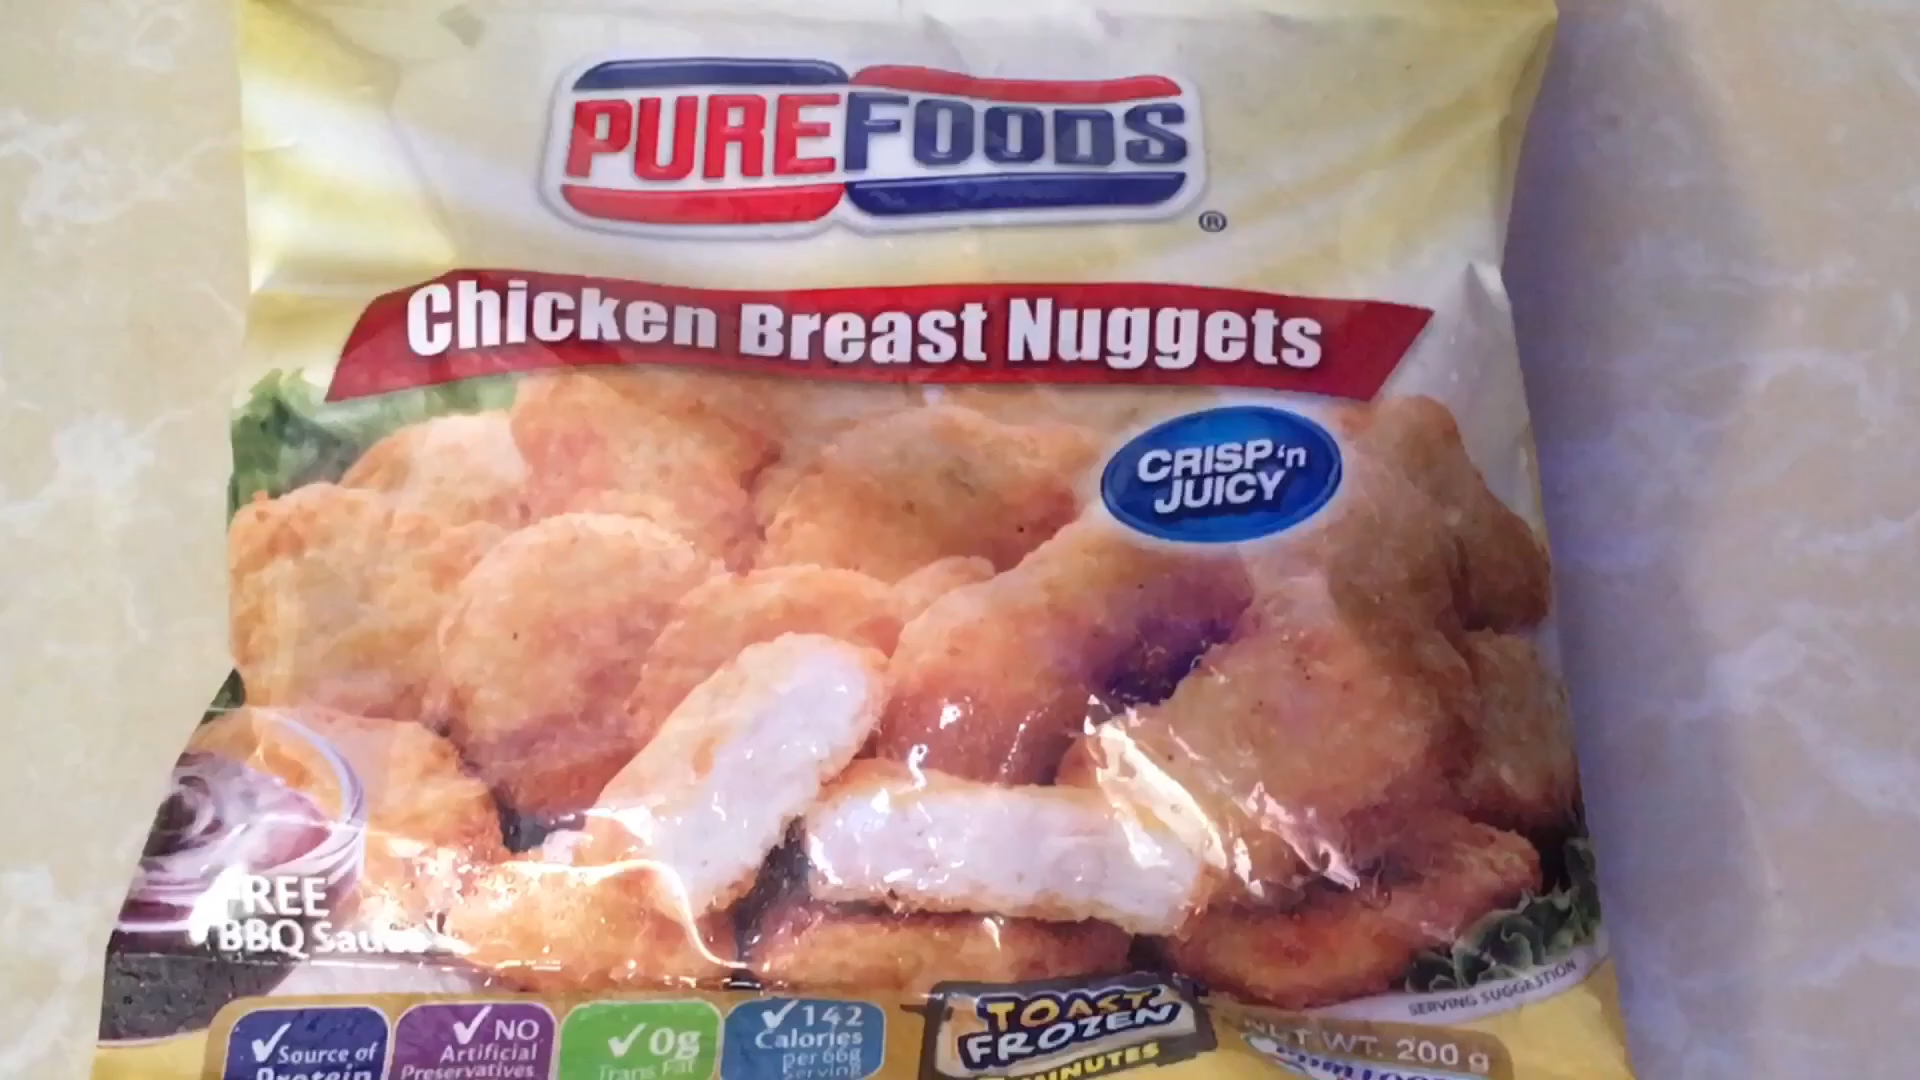 PUREFOODS
®
Chicken Breast Nuggets
CRISP 'n
JUICY
FREE
BBQ Sauce
SERVING SUGGESTION
✓Source of
Protein
✓NO
Artificial
Preservatives
✓0g
Trans Fat
✓142
Calories
per 66g
Serving
TOAST
FROZEN
MINUTES
NET WT. 200 g